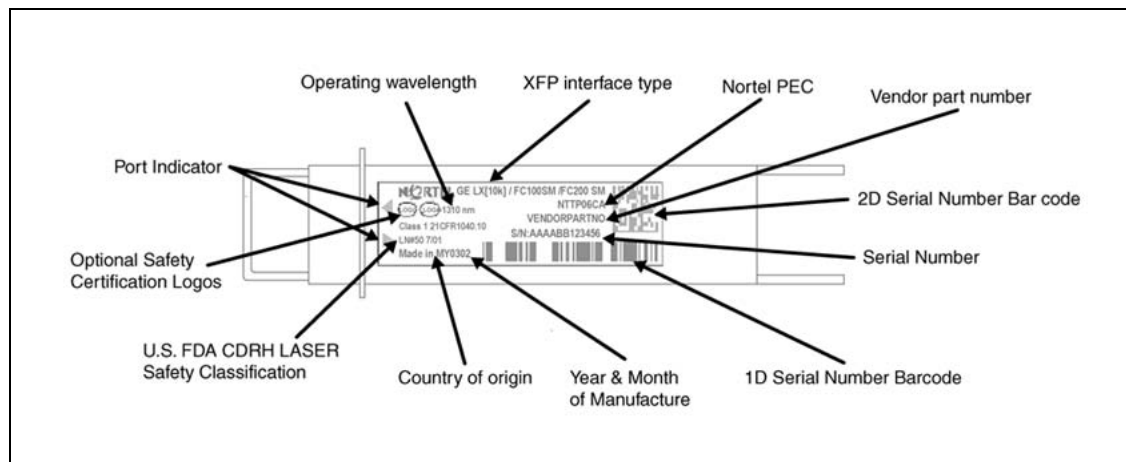 Operating wavelength
XFP interface type
Nortel PEC
Vendor part number
Port Indicator
NORTEL GE LX[10k] / FC100SM /FC200 SM
NTTP06CA
LOGO LOGO 1310 nm
VENDORPARTNO
Class 1 21CFR1040.10
S/N:AAAABB123456
LN#50 7/01
Made in MY0302
2D Serial Number Bar code
Serial Number
Optional Safety
Certification Logos
U.S. FDA CDRH LASER
Safety Classification
Country of origin
Year & Month
of Manufacture
1D Serial Number Barcode